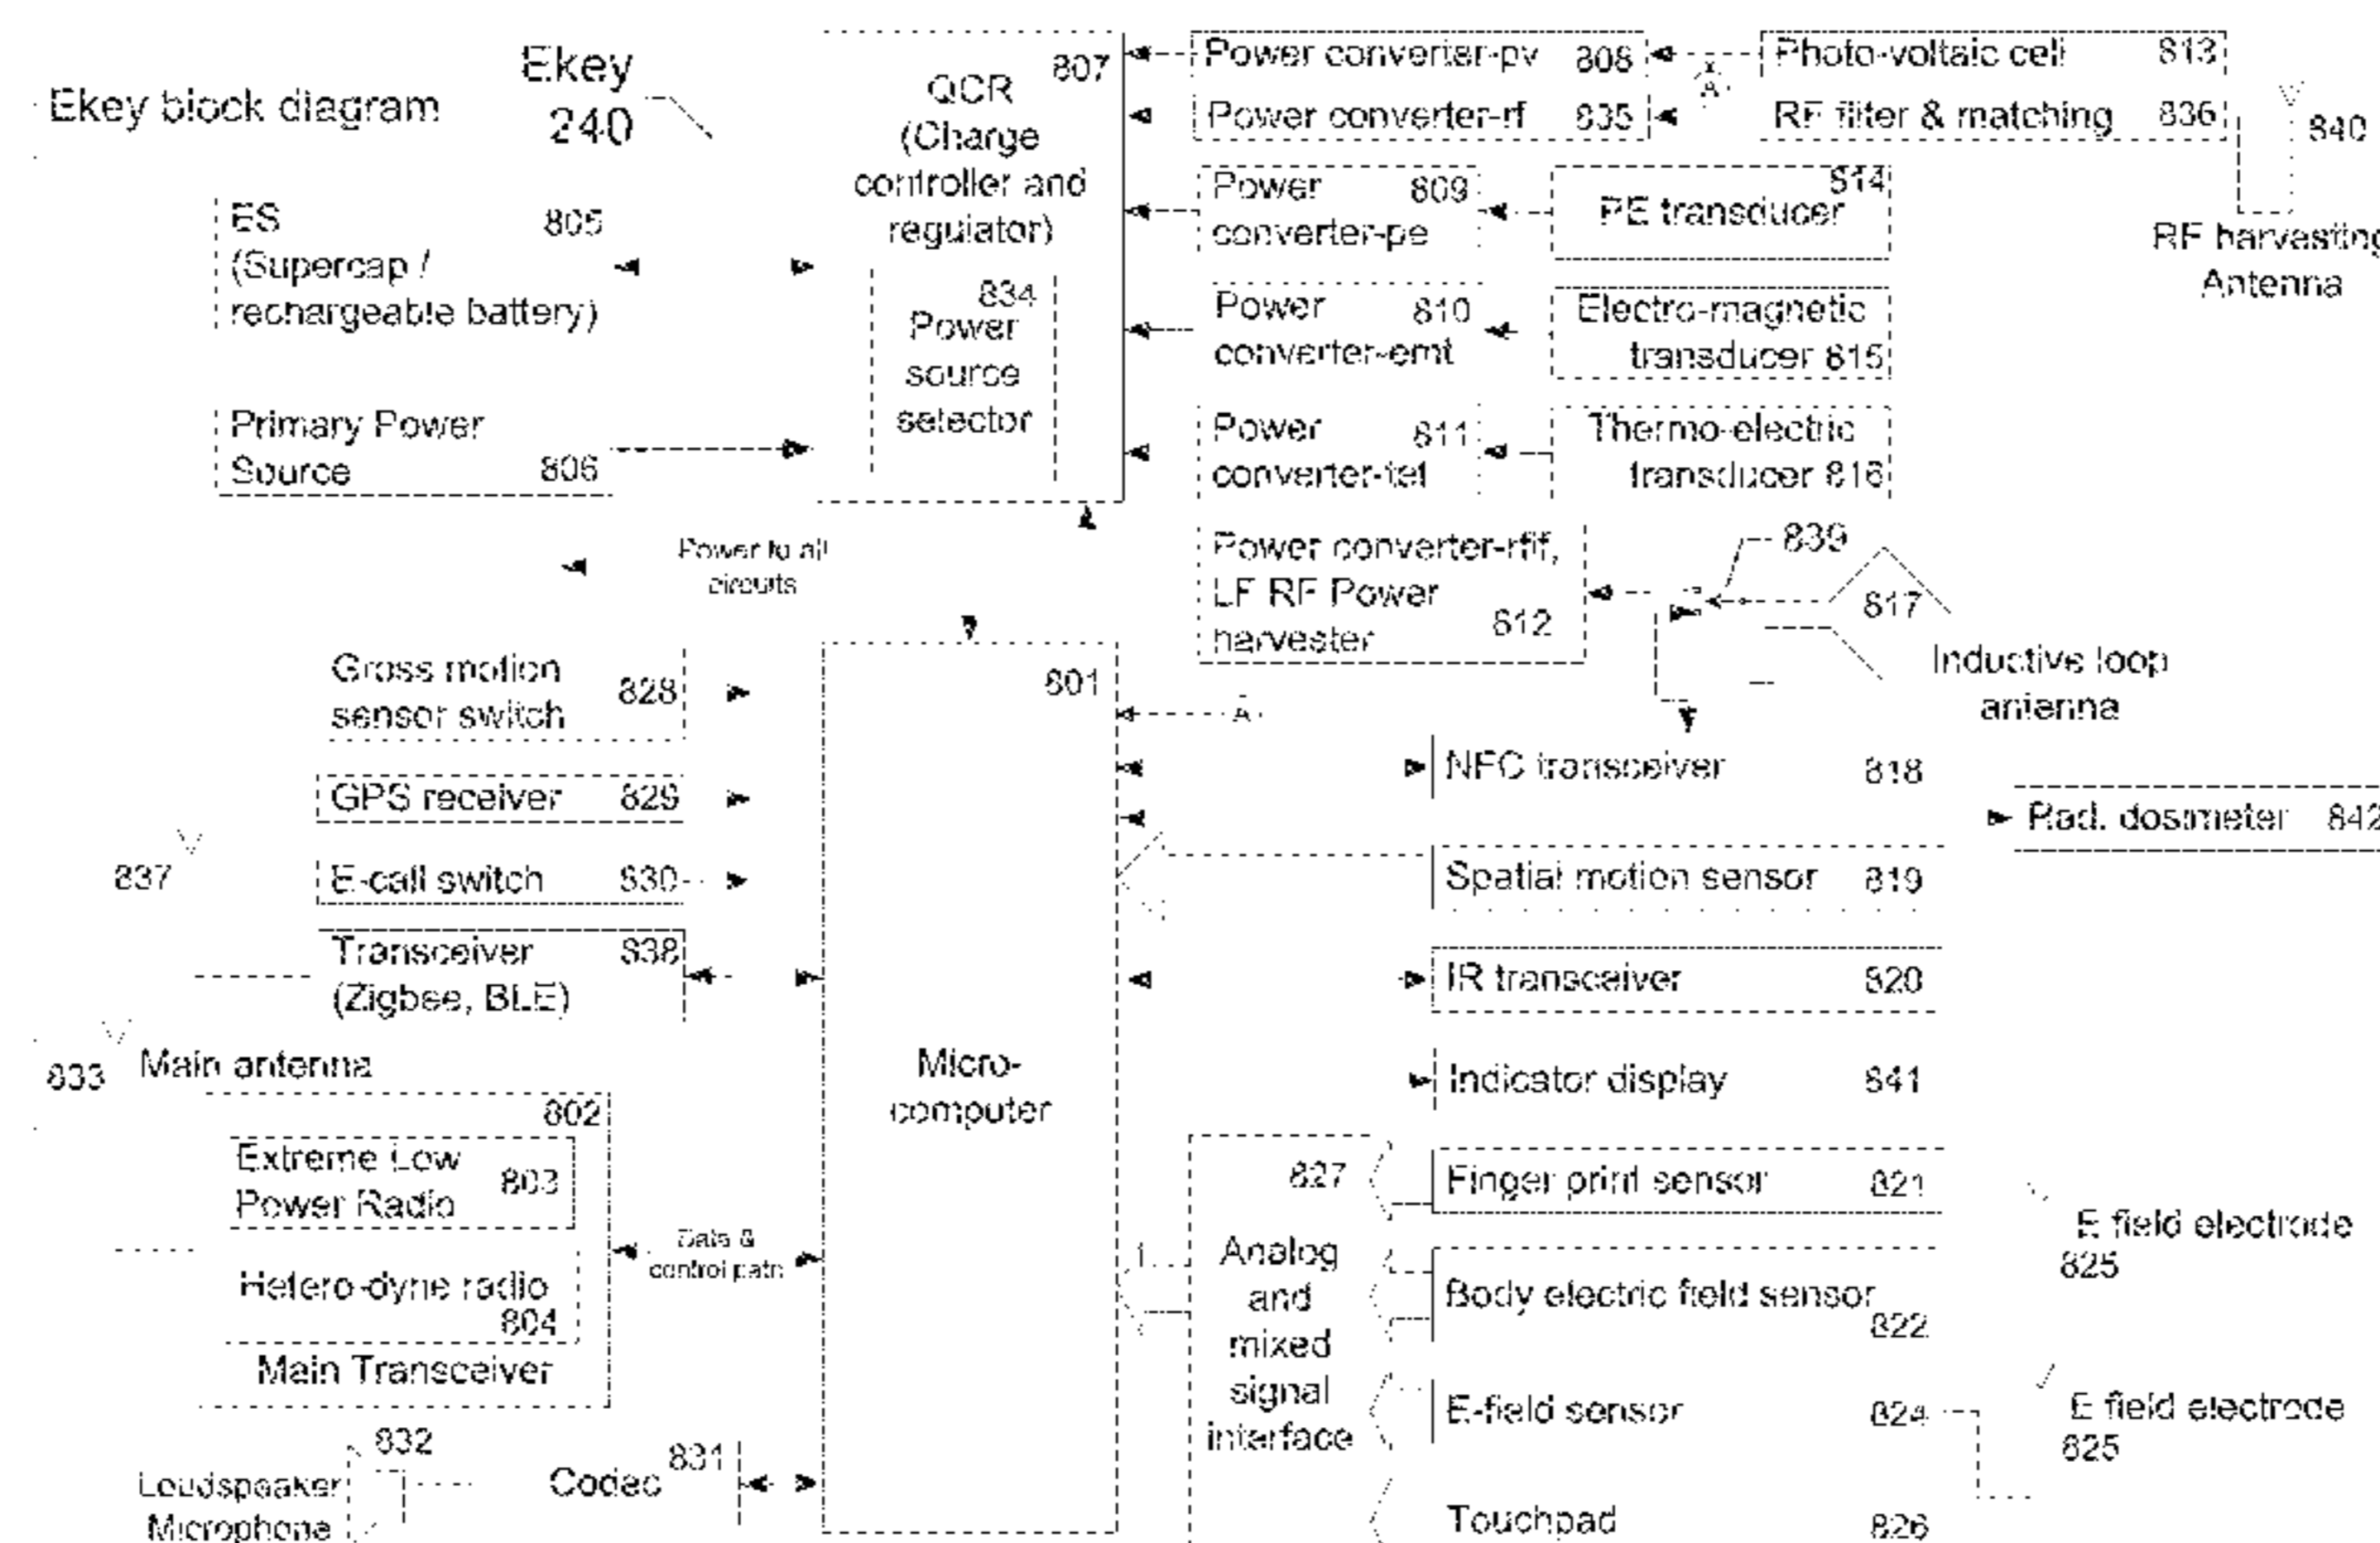 Ekey block diagram
Ekey
240
ES 805
(Supercap /
rechargeable battery)
Primary Power
Source 806
807
QCR
(Charge
controller and
regulator)
834
Power
source
selector
Power converter-pv 808
Power converter-rf 835
Power 809
converter-pe
Power 810
converter-emt
Power 811
converter-tet
Power converter-rflf,
LF RF Power
harvester 812
Photo-voltaic cell 813
A
RF filter & matching 836
840
RF harvesting
Antenna
814
PE transducer
Electro-magnetic
transducer 815
Thermo-electric
transducer 816
839
817
Inductive loop
antenna
Power to all
circuits
Gross motion
sensor switch 828
GPS receiver 829
E-call switch 830
837
Transceiver 838
(Zigbee, BLE)
833
Main antenna
802
Extreme Low
Power Radio 803
Hetero-dyne radio
804
Main Transceiver
Data &
control path
832
Loudspeaker
Microphone
Codec 831
801
Micro-
computer
A
NFC transceiver 818
Rad. dosimeter 842
Spatial motion sensor 819
IR transceiver 820
Indicator display 841
827
Analog
and
mixed
signal
interface
Finger print sensor 821
Body electric field sensor
822
E-field sensor 824
Touchpad 826
E field electrode
825
E field electrode
825